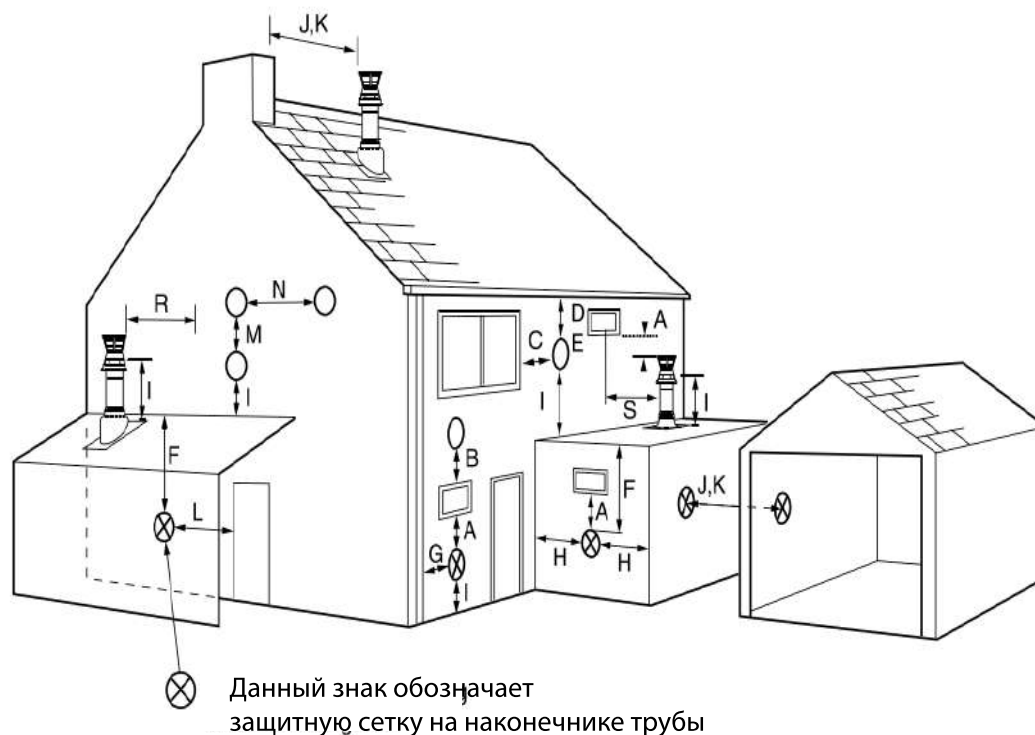 J,K
N
R
M
D
A
C
E
I
I
I
S
I
F
B
F
L
A
J,K
A
G
H
H
I
Данный знак обозначает
защитную сетку на наконечнике трубы